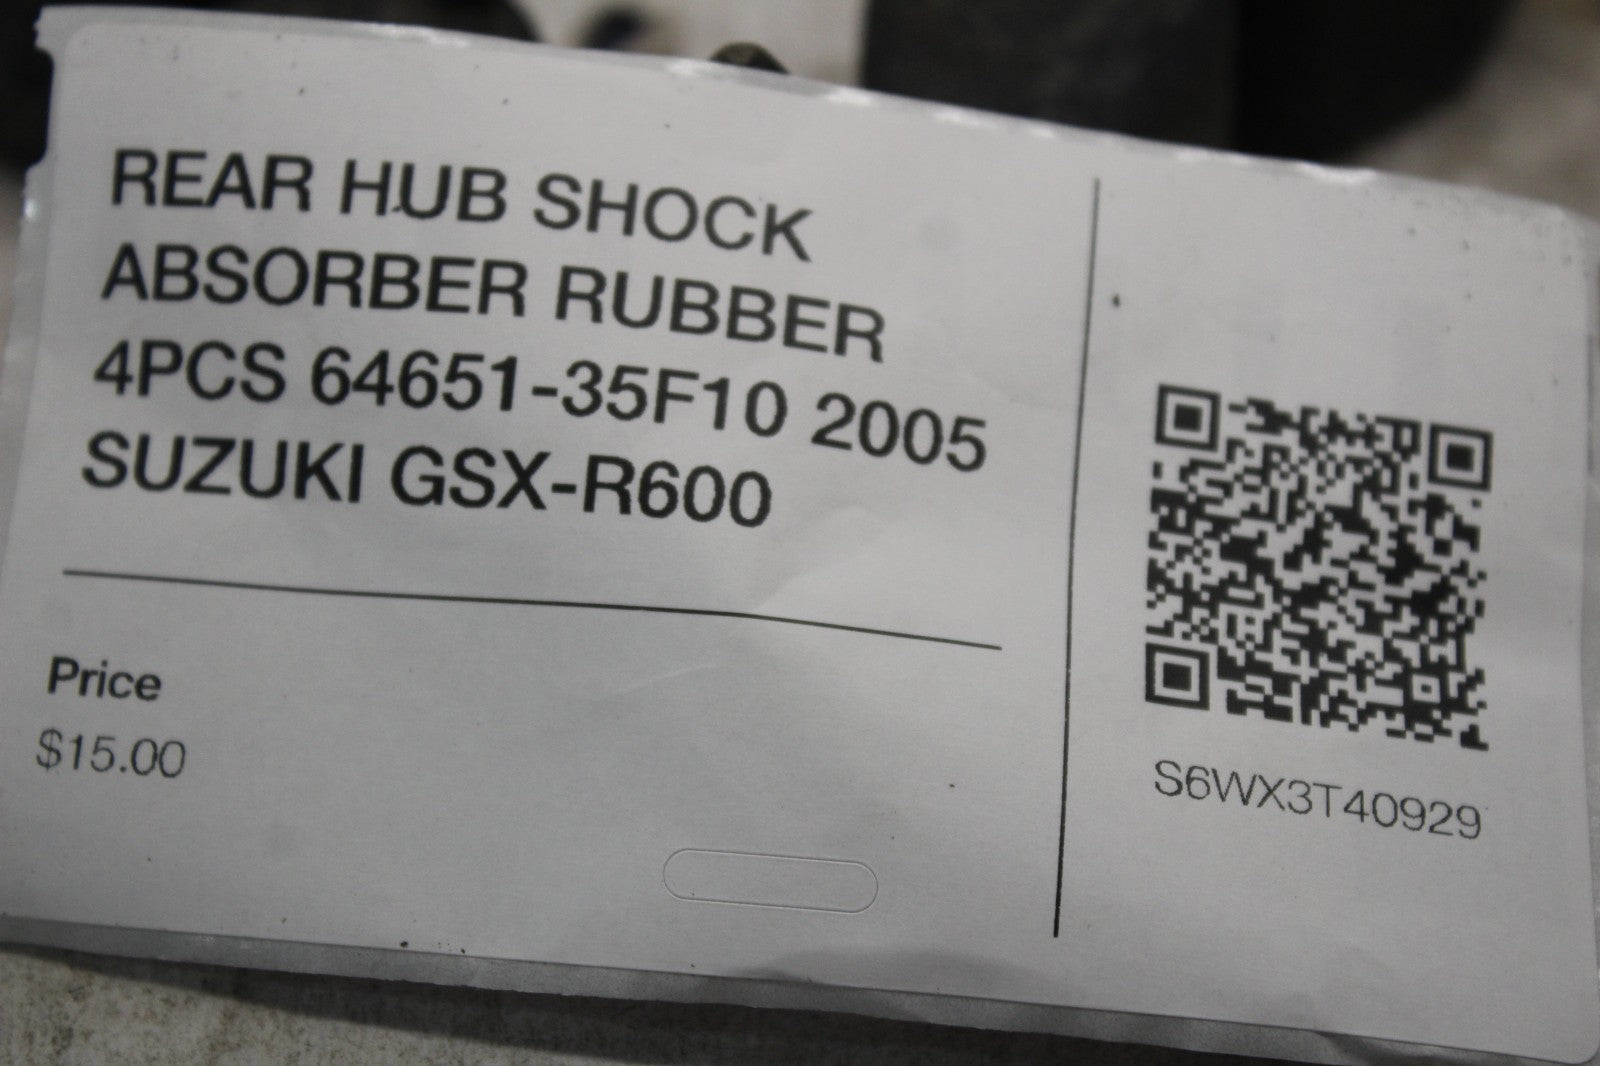 REAR HUB SHOCK
ABSORBER RUBBER
4PCS 64651-35F10 2005
SUZUKI GSX-R600
Price
$15.00
S6WX3T40929